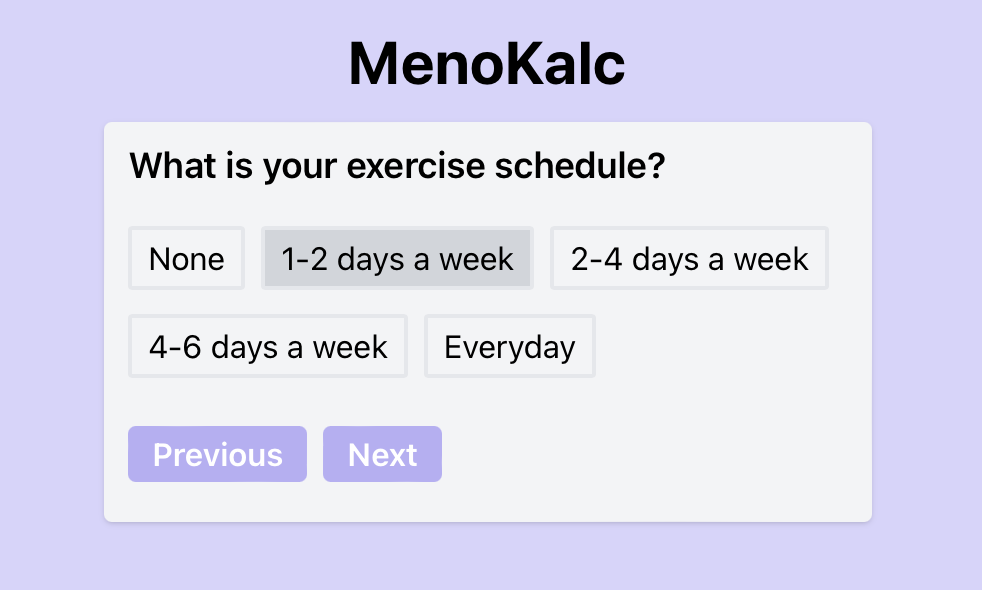 MenoKalc
What is your exercise schedule?
None 1-2 days a week 2-4 days a week
4-6 days a week Everyday
Previous Next